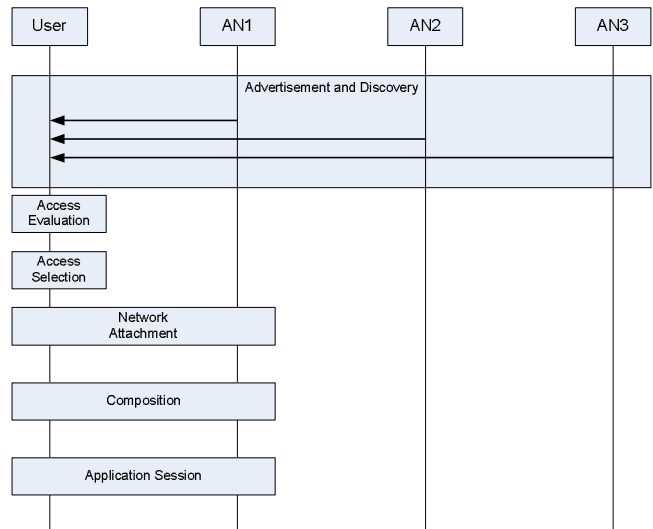 User
AN1
AN2
AN3
Advertisement and Discovery
Access
Evaluation
Access
Selection
Network
Attachment
Composition
Application Session